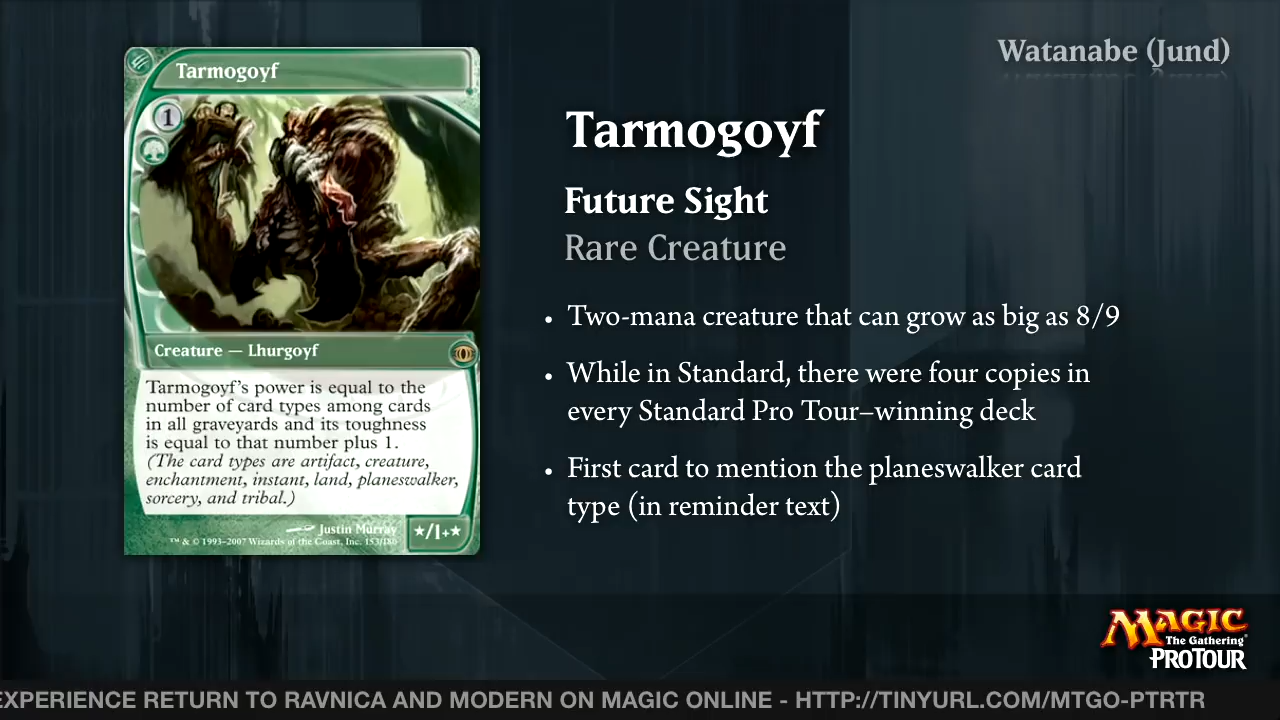 Watanabe (Jund)
Tarmogoyf
1
Creature — Lhurgoyf
Tarmogoyf's power is equal to the
number of card types among cards
in all graveyards and its toughness
is equal to that number plus 1.
(The card types are artifact, creature,
enchantment, instant, land, planeswalker,
sorcery, and tribal.)
Justin Murray
™ & © 1993–2007 Wizards of the Coast, Inc. 153/180
★/1+★
Tarmogoyf
Future Sight
Rare Creature
• Two-mana creature that can grow as big as 8/9
• While in Standard, there were four copies in
every Standard Pro Tour–winning deck
• First card to mention the planeswalker card
type (in reminder text)
MAGIC
The Gathering®
PRO TOUR
EXPERIENCE RETURN TO RAVNICA AND MODERN ON MAGIC ONLINE - HTTP://TINYURL.COM/MTGO-PTRTR